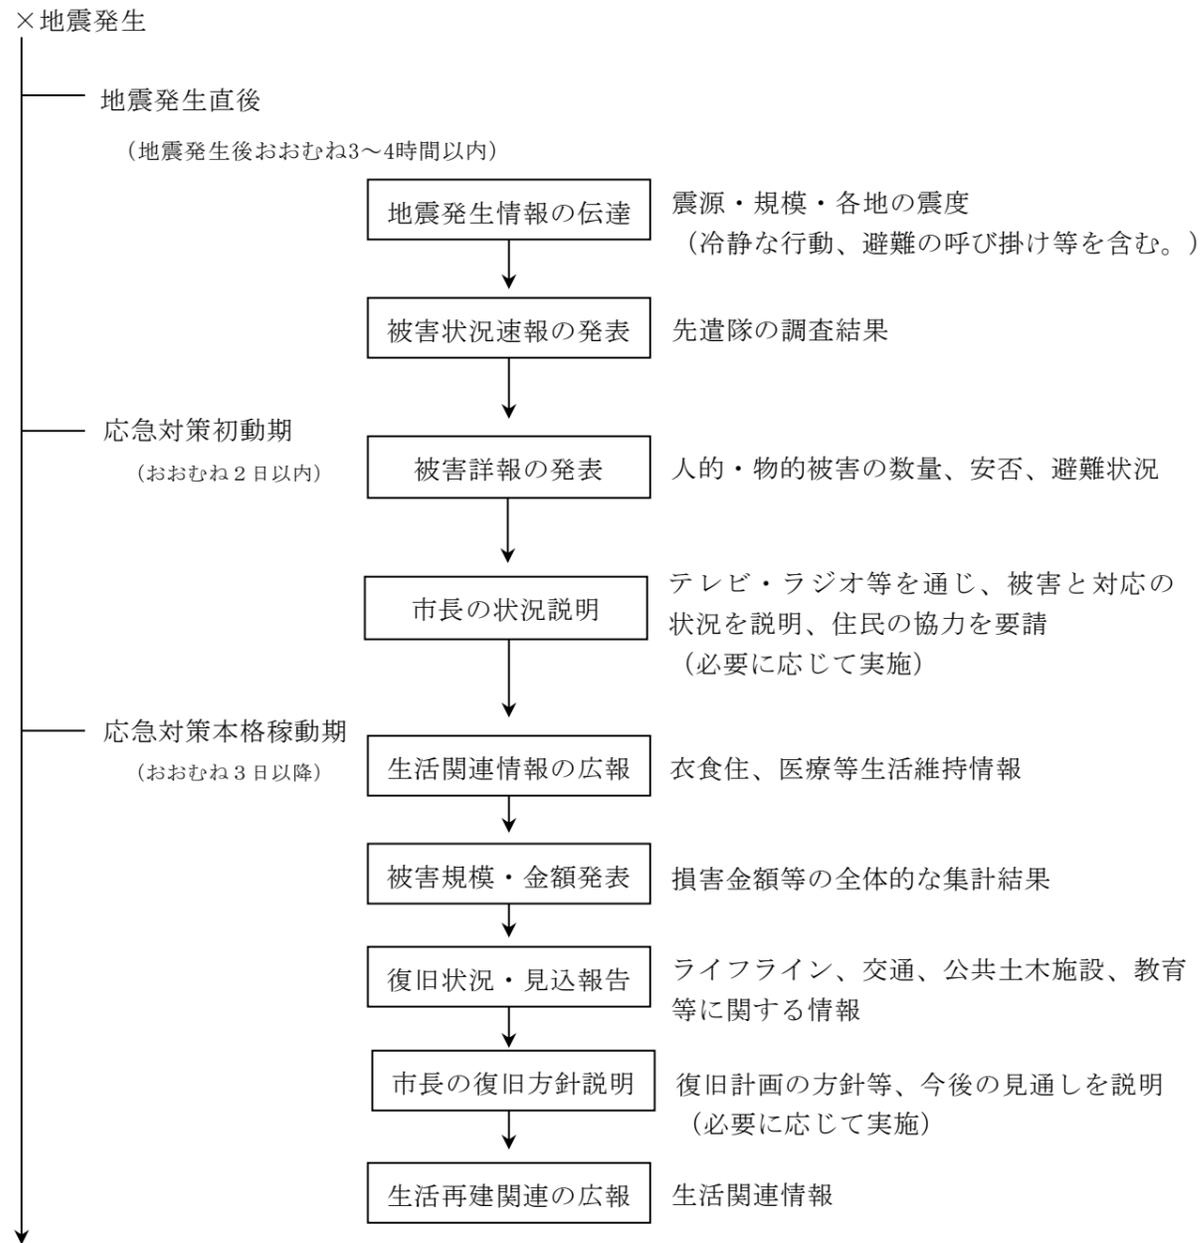 ×地震発生
地震発生直後
（地震発生後おおむね3～4時間以内）
地震発生情報の伝達
震源・規模・各地の震度
（冷静な行動、避難の呼び掛け等を含む。）
被害状況速報の発表
先遣隊の調査結果
応急対策初動期
（おおむね２日以内）
被害詳報の発表
人的・物的被害の数量、安否、避難状況
市長の状況説明
テレビ・ラジオ等を通じ、被害と対応の
状況を説明、住民の協力を要請
（必要に応じて実施）
応急対策本格稼動期
（おおむね３日以降）
生活関連情報の広報
衣食住、医療等生活維持情報
被害規模・金額発表
損害金額等の全体的な集計結果
復旧状況・見込報告
ライフライン、交通、公共土木施設、教育
等に関する情報
市長の復旧方針説明
復旧計画の方針等、今後の見通しを説明
（必要に応じて実施）
生活再建関連の広報
生活関連情報